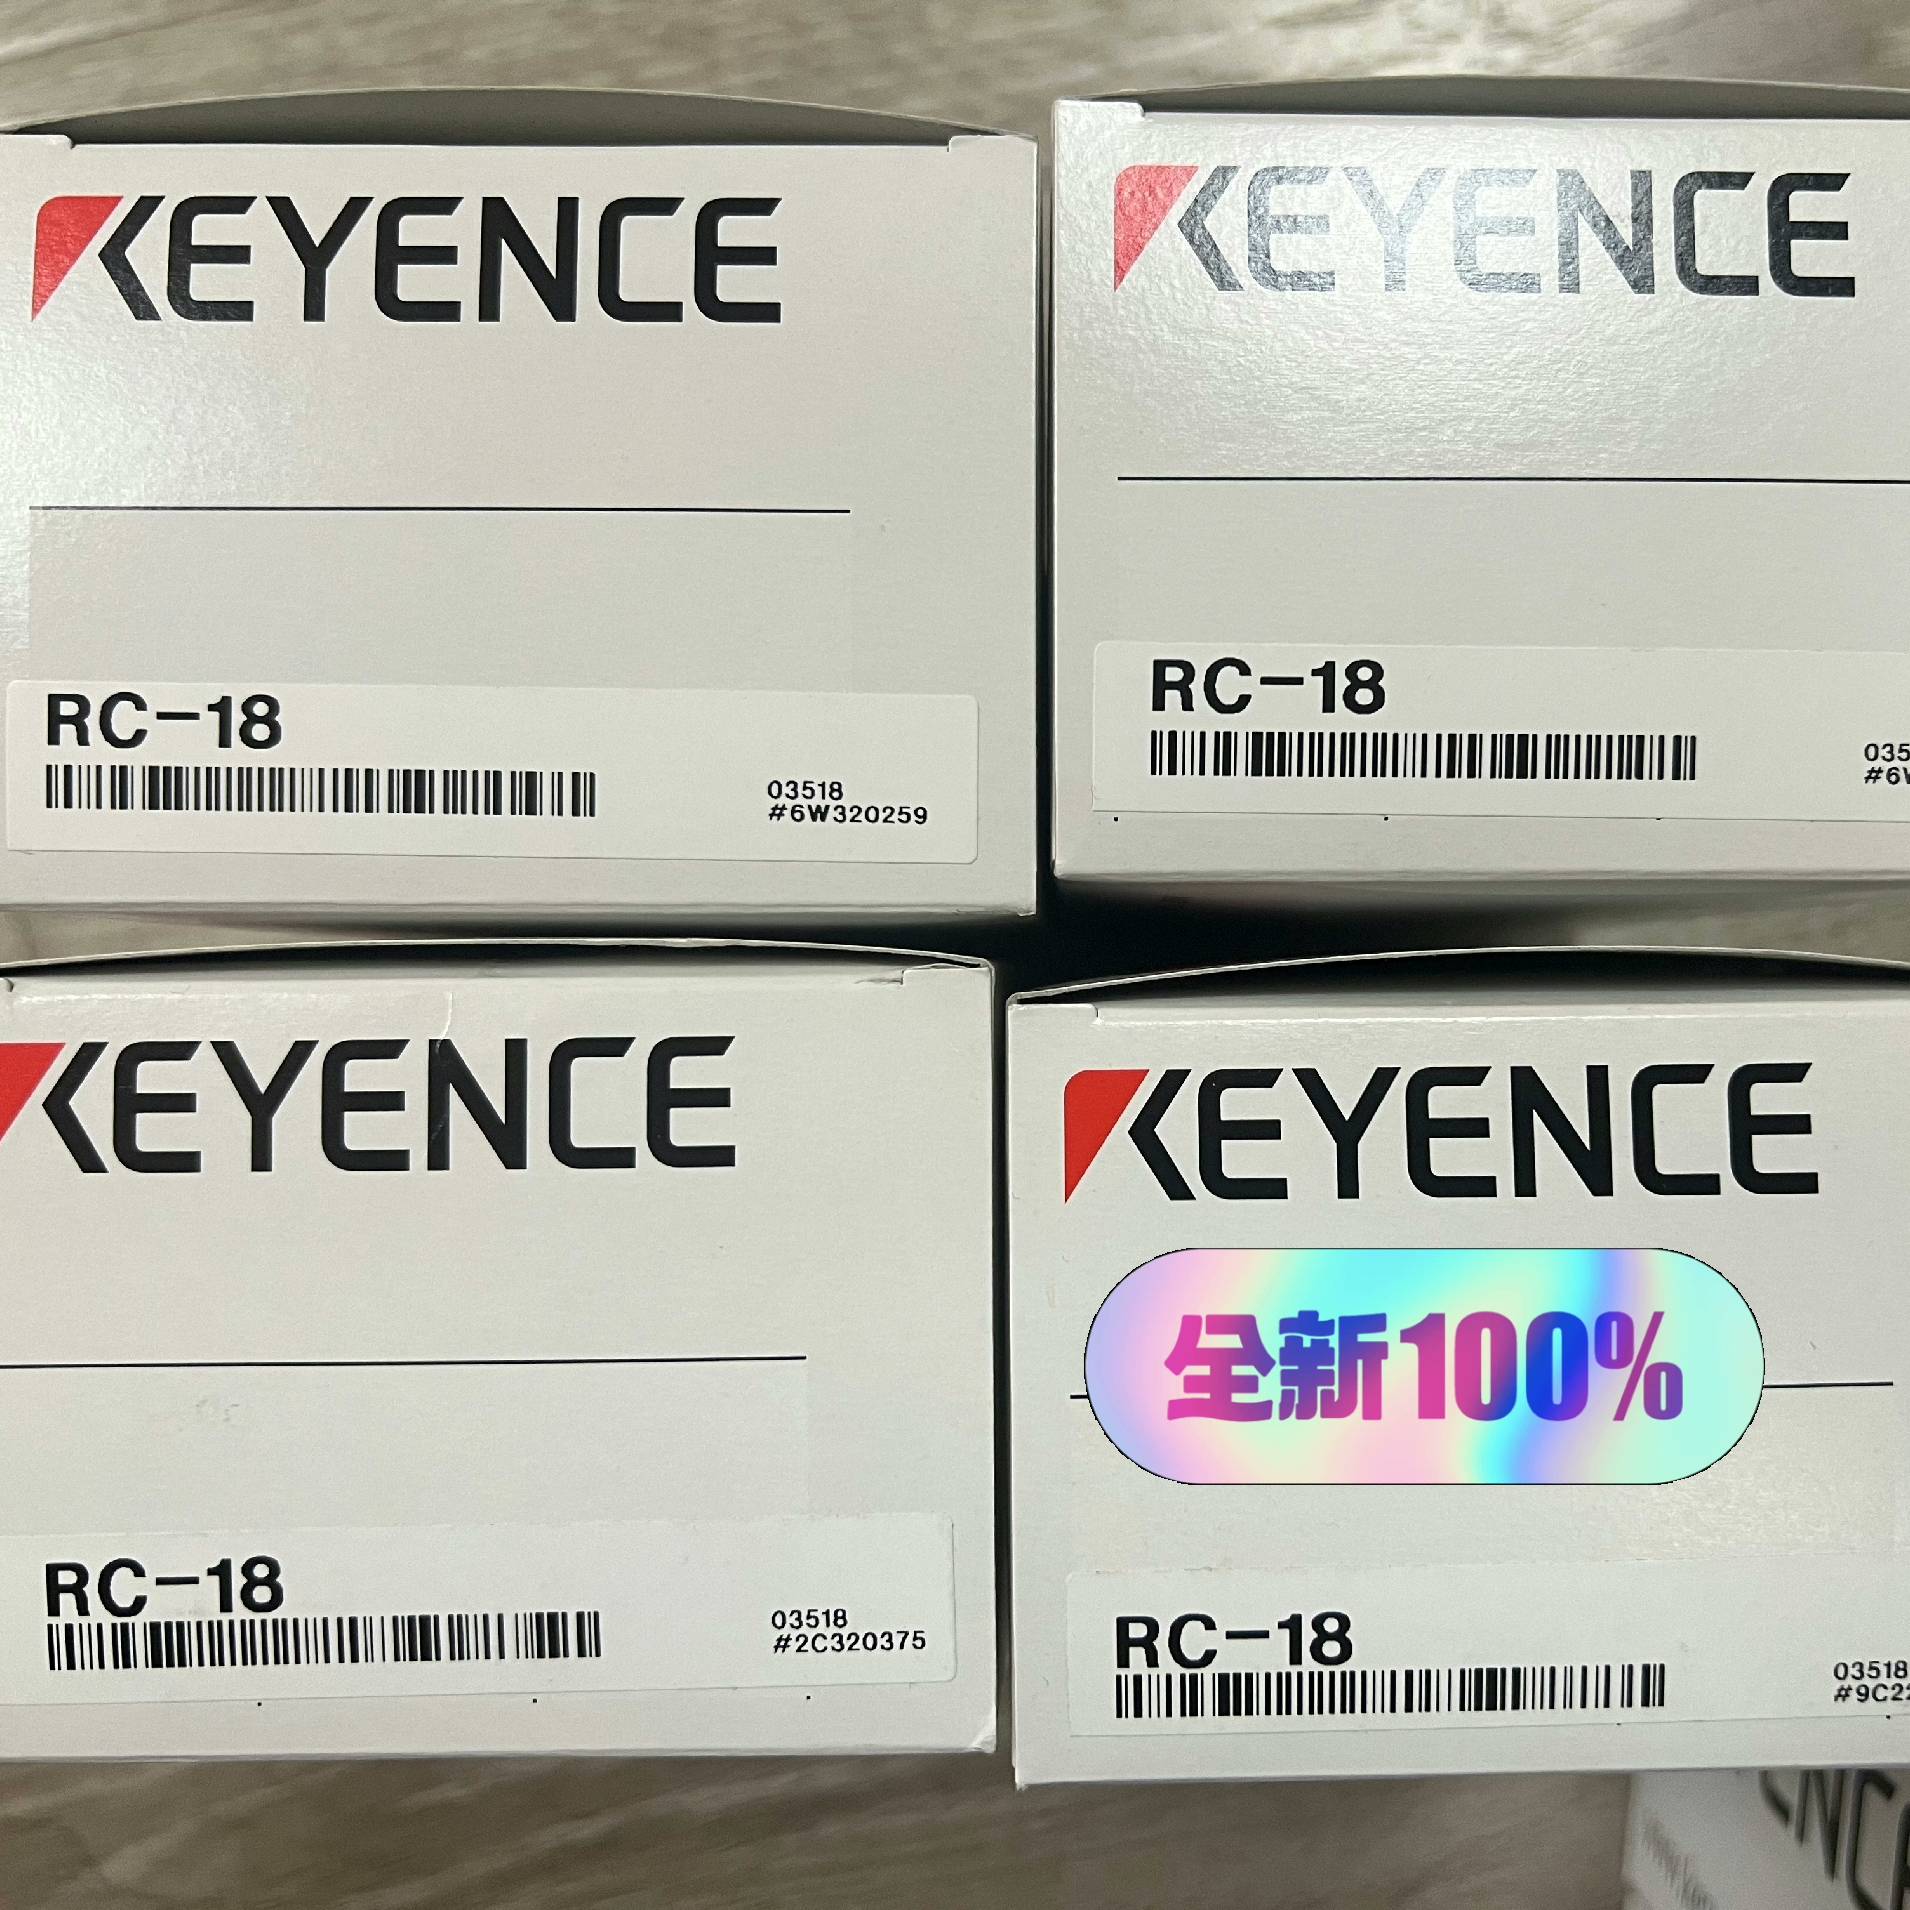 KEYENCE
RC-18
03518
#6W320259
KEYENCE
RC-18
KEYENCE
RC-18
03518
#2C320375
KEYENCE
全新100%
RC-18
03518